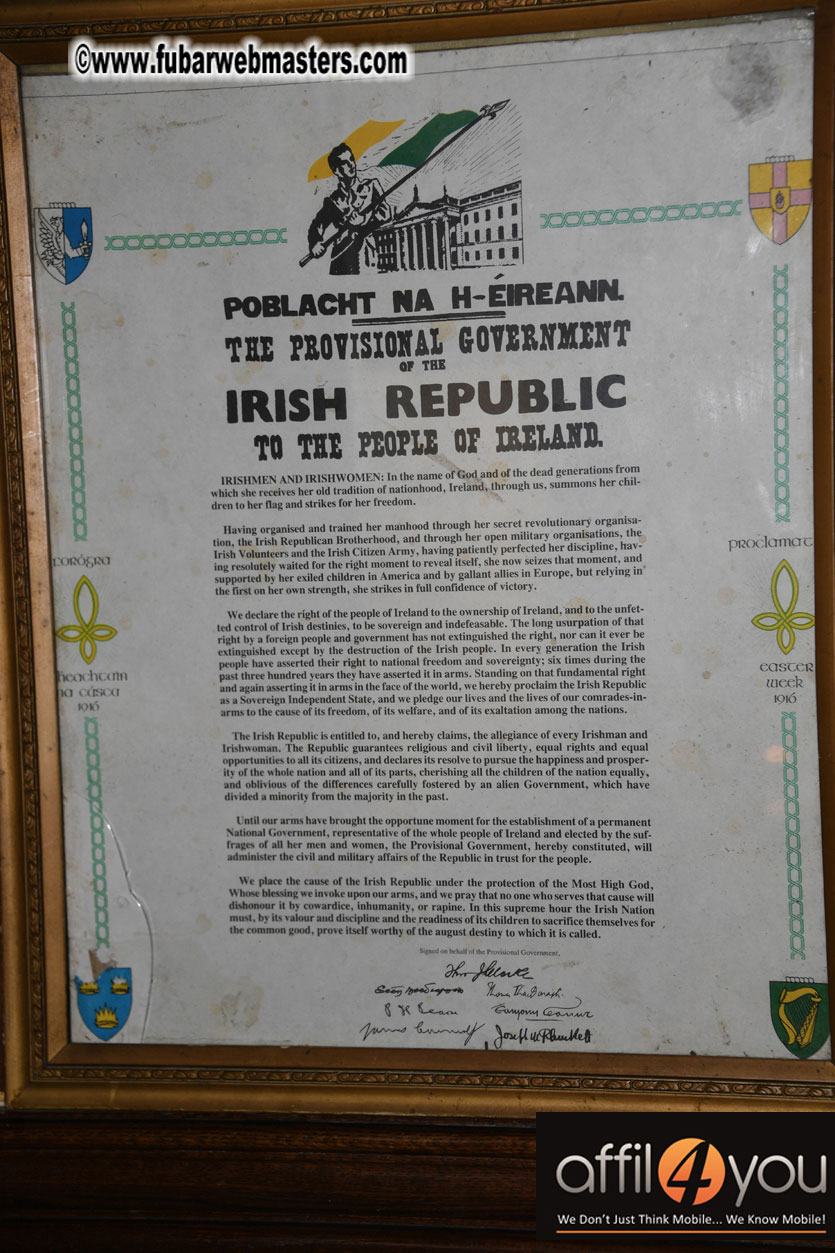 ©www.fubarwebmasters.com
POBLACHT NA H-ÉIREANN.
THE PROVISIONAL GOVERNMENT
OF THE
IRISH REPUBLIC
TO THE PEOPLE OF IRELAND.
IRISHMEN AND IRISHWOMEN: In the name of God and of the dead generations from
which she receives her old tradition of nationhood, Ireland, through us, summons her chil-
dren to her flag and strikes for her freedom.
Having organised and trained her manhood through her secret revolutionary organisa-
tion, the Irish Republican Brotherhood, and through her open military organisations, the
Irish Volunteers and the Irish Citizen Army, having patiently perfected her discipline, hav-
ing resolutely waited for the right moment to reveal itself, she now seizes that moment, and
supported by her exiled children in America and by gallant allies in Europe, but relying in
the first on her own strength, she strikes in full confidence of victory.
We declare the right of the people of Ireland to the ownership of Ireland, and to the unfet-
ted control of Irish destinies, to be sovereign and indefeasable. The long usurpation of that
right by a foreign people and government has not extinguished the right, nor can it ever be
extinguished except by the destruction of the Irish people. In every generation the Irish
people have asserted their right to national freedom and sovereignty; six times during the
past three hundred years they have asserted it in arms. Standing on that fundamental right
and again asserting it in arms in the face of the world, we hereby proclaim the Irish Republic
as a Sovereign Independent State, and we pledge our lives and the lives of our comrades-in-
arms to the cause of its freedom, of its welfare, and of its exaltation among the nations.
The Irish Republic is entitled to, and hereby claims, the allegiance of every Irishman and
Irishwoman. The Republic guarantees religious and civil liberty, equal rights and equal
opportunities to all its citizens, and declares its resolve to pursue the happiness and prosper-
ity of the whole nation and all of its parts, cherishing all the children of the nation equally,
and oblivious of the differences carefully fostered by an alien Government, which have
divided a minority from the majority in the past.
Until our arms have brought the opportune moment for the establishment of a permanent
National Government, representative of the whole people of Ireland and elected by the suf-
frages of all her men and women, the Provisional Government, hereby constituted, will
administer the civil and military affairs of the Republic in trust for the people.
We place the cause of the Irish Republic under the protection of the Most High God,
Whose blessing we invoke upon our arms, and we pray that no one who serves that cause will
dishonour it by cowardice, inhumanity, or rapine. In this supreme hour the Irish Nation
must, by its valour and discipline and the readiness of its children to sacrifice themselves for
the common good, prove itself worthy of the august destiny to which it is called.
Signed on behalf of the Provisional Government,
Joseph
forógra
heachtain
na cásca
1916
proclamat
easter
week
1916
affil4you
We Don't Just Think Mobile... We Know Mobile!